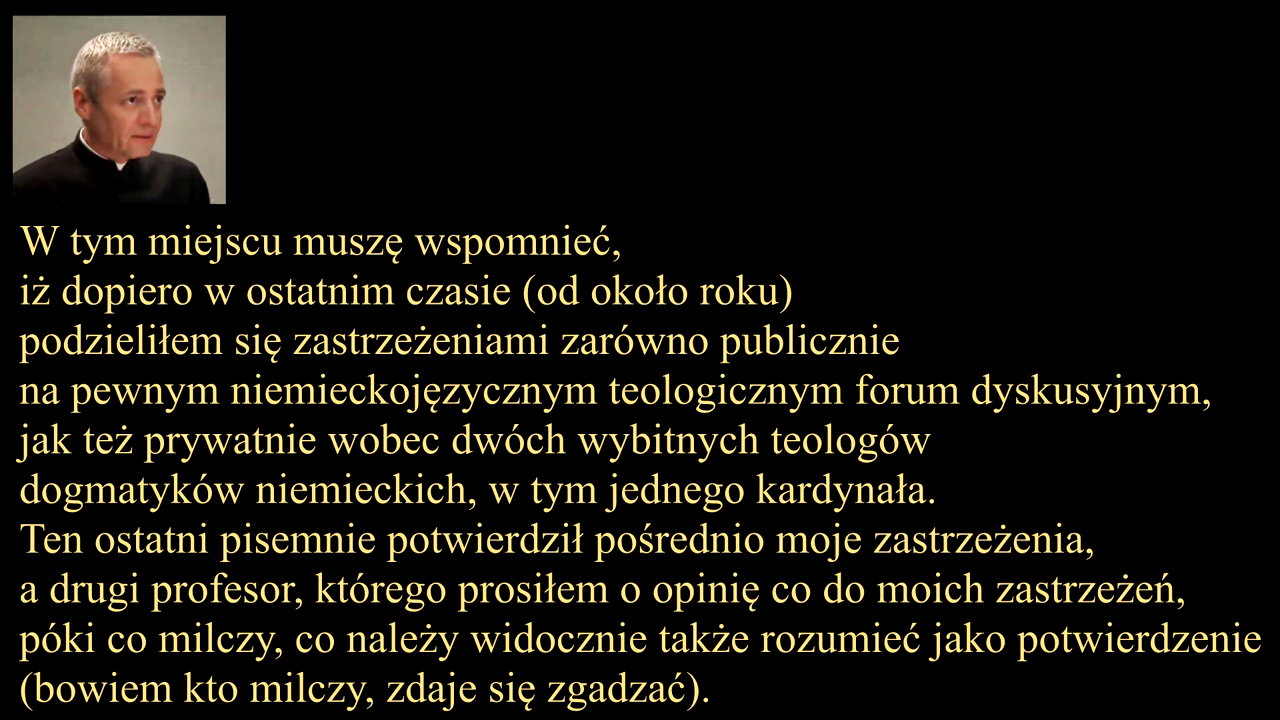 W tym miejscu muszę wspomnieć,
iż dopiero w ostatnim czasie (od około roku)
podzieliłem się zastrzeżeniami zarówno publicznie
na pewnym niemieckojęzycznym teologicznym forum dyskusyjnym,
jak też prywatnie wobec dwóch wybitnych teologów
dogmatyków niemieckich, w tym jednego kardynała.
Ten ostatni pisemnie potwierdził pośrednio moje zastrzeżenia,
a drugi profesor, którego prosiłem o opinię co do moich zastrzeżeń,
póki co milczy, co należy widocznie także rozumieć jako potwierdzenie
(bowiem kto milczy, zdaje się zgadzać).